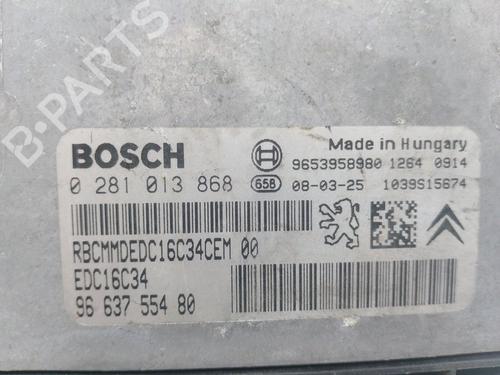 B-PARTS
BOSCH
Made in Hungary
9653958980 1264 0914
0 281 013 868
658
08-03-25 1039S15674
RBCMMDEDC16C34CEM 00
EDC16C34
96 637 554 80